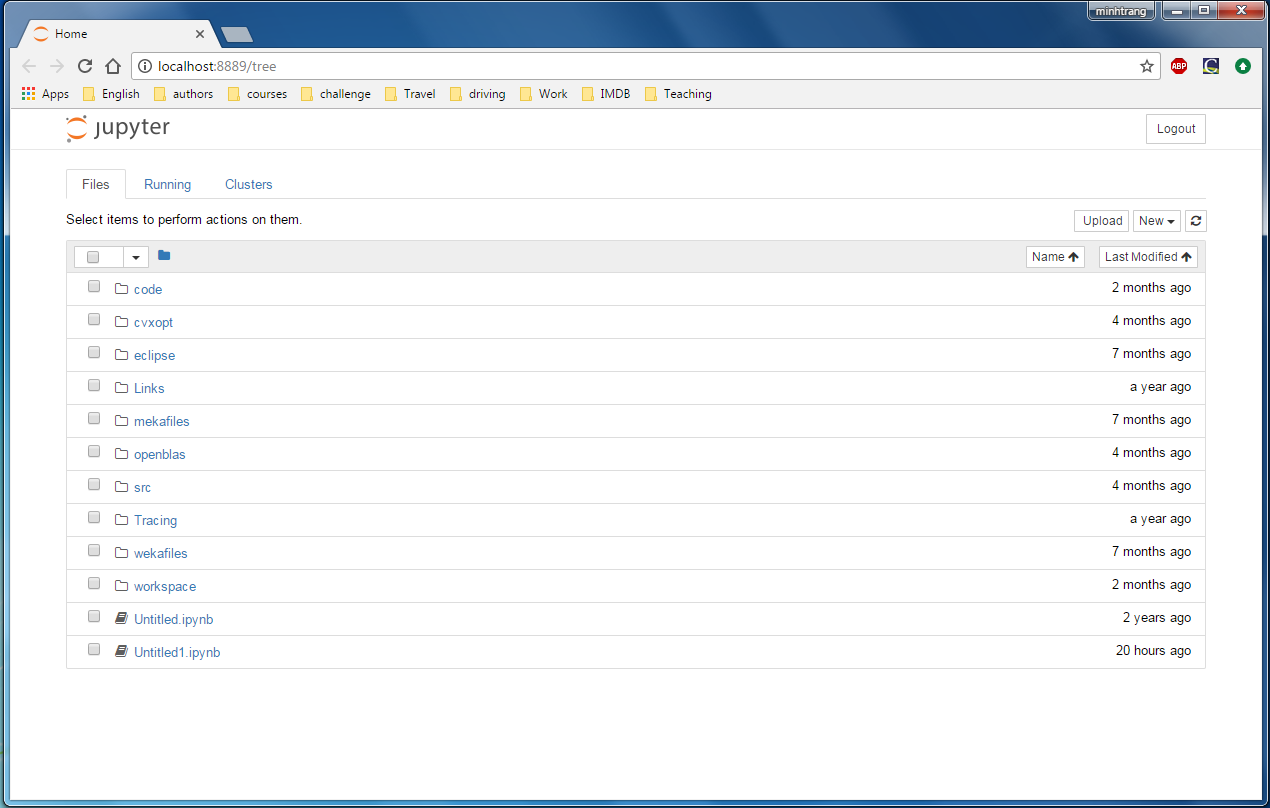 minhtrang
Home
localhost:8889/tree
ABP
Apps English authors courses challenge Travel driving Work IMDB Teaching
jupyter
Logout
Files Running Clusters
Select items to perform actions on them.
Upload New
Name Last Modified
code 2 months ago
cvxopt 4 months ago
eclipse 7 months ago
Links a year ago
mekafiles 7 months ago
openblas 4 months ago
src 4 months ago
Tracing a year ago
wekafiles 7 months ago
workspace 2 months ago
Untitled.ipynb 2 years ago
Untitled1.ipynb 20 hours ago